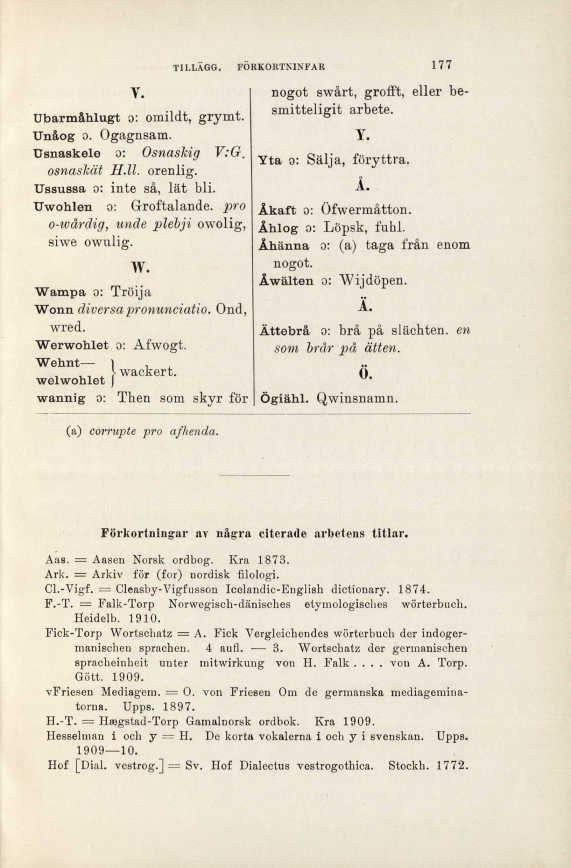 TILLÄGG. FÖRKORTNINFAR 177
V.
Ubarmåhlugt ɔ: omildt, grymt.
Unåog ɔ. Ogagnsam.
Usnaskele ɔ: Osnaskig V:G.
osnaskät H.ll. orenlig.
Ussussa ɔ: inte så, lät bli.
Uwohlen ɔ: Groftalande. pro
o-wårdig, unde plebji owolig,
siwe owulig.
W.
Wampa ɔ: Tröija
Wonn diversa pronunciatio. Ond,
wred.
Werwohlet ɔ: Afwogt.
Wehnt—
welwohlet } wackert.
wannig ɔ: Then som skyr för
nogot swårt, grofft, eller be-
smitteligit arbete.
Y.
Yta ɔ: Sälja, föryttra.
Å.
Åkaft ɔ: Öfwermåtton.
Åhlog ɔ: Löpsk, fuhl.
Åhänna ɔ: (a) taga från enom
nogot.
Åwälten ɔ: Wijdöpen.
Ä.
Ättebrå ɔ: brå på slächten. en
som brår på ätten.
Ö.
Ögiähl. Qwinsnamn.
(a) corrupte pro afhenda.
Förkortningar av några citerade arbetens titlar.
Aas. = Aasen Norsk ordbog. Kra 1873.
Ark. = Arkiv för (for) nordisk filologi.
Cl.-Vigf. = Cleasby-Vigfusson Icelandic-English dictionary. 1874.
F.-T. = Falk-Torp Norwegisch-dänisches etymologisches wörterbuch.
Heidelb. 1910.
Fick-Torp Wortschatz = A. Fick Vergleichendes wörterbuch der indoger-
manischen sprachen. 4 aufl. — 3. Wortschatz der germanischen
spracheinheit unter mitwirkung von H. Falk . . . . von A. Torp.
Gött. 1909.
vFriesen Mediagem. = O. von Friesen Om de germanska mediagemina-
torna. Upps. 1897.
H.-T. = Hægstad-Torp Gamalnorsk ordbok. Kra 1909.
Hesselman i och y = H. De korta vokalerna i och y i svenskan. Upps.
1909—10.
Hof [Dial. vestrog.] = Sv. Hof Dialectus vestrogothica. Stockh. 1772.